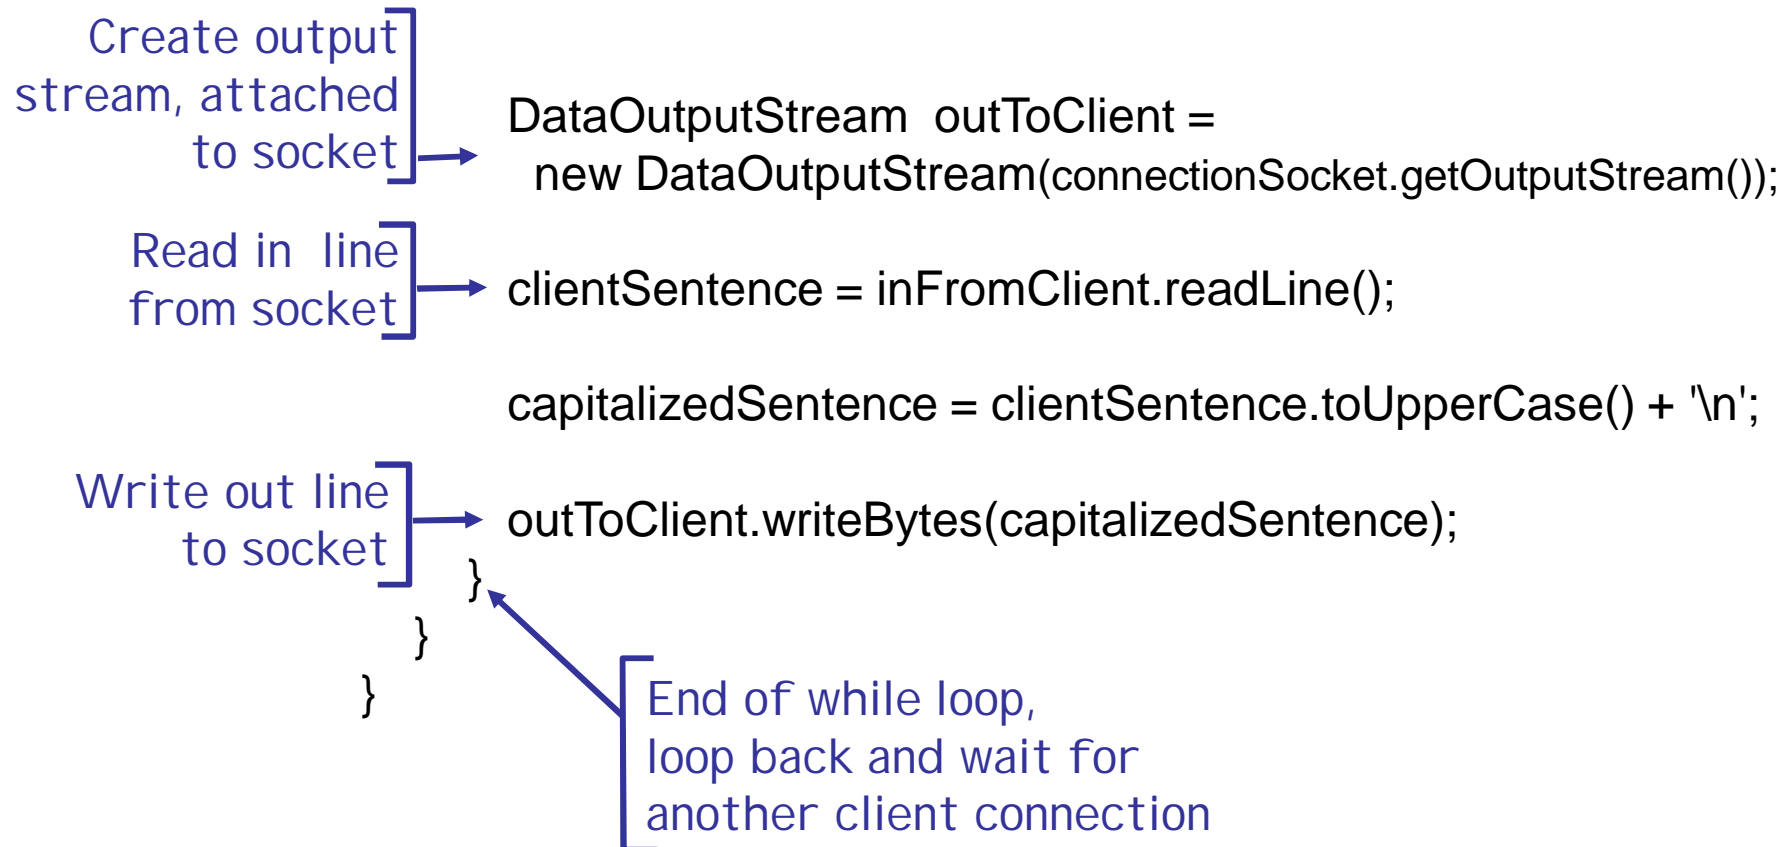 Create output
stream, attached
to socket
DataOutputStream outToClient =
new DataOutputStream(connectionSocket.getOutputStream());
Read in line
from socket
clientSentence = inFromClient.readLine();
capitalizedSentence = clientSentence.toUpperCase() + '\n';
Write out line
to socket
outToClient.writeBytes(capitalizedSentence);
}
}
}
End of while loop,
loop back and wait for
another client connection